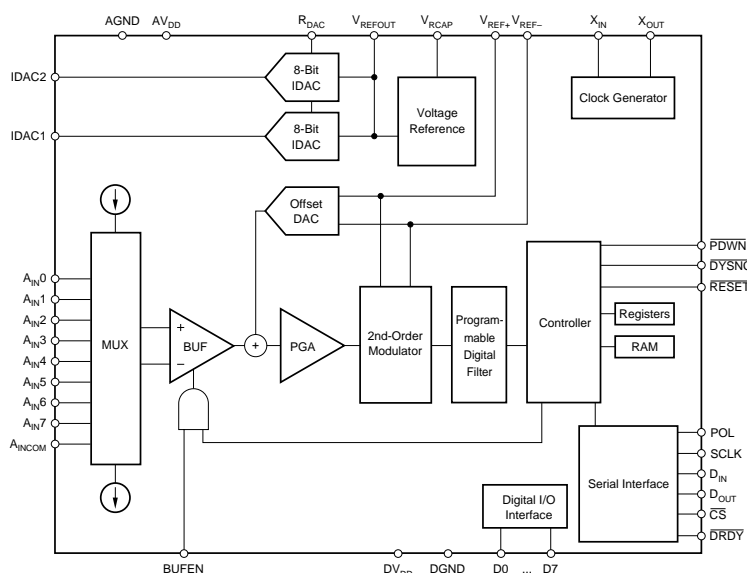 AGND AVDD RDAC VREFOUT VRCAP VREF+ VREF– XIN XOUT
IDAC2
8-Bit
IDAC
Clock Generator
Voltage
Reference
IDAC1
8-Bit
IDAC
Offset
DAC
PDWN
DYSNC
RESET
AIN0
AIN1
AIN2
AIN3
AIN4
AIN5
AIN6
AIN7
AINCOM
MUX
+
BUF
–
+
PGA
2nd-Order
Modulator
Program-
mable
Digital
Filter
Controller
Registers
RAM
POL
SCLK
DIN
DOUT
CS
DRDY
Serial Interface
Digital I/O
Interface
BUFEN DVDD DGND D0 ... D7